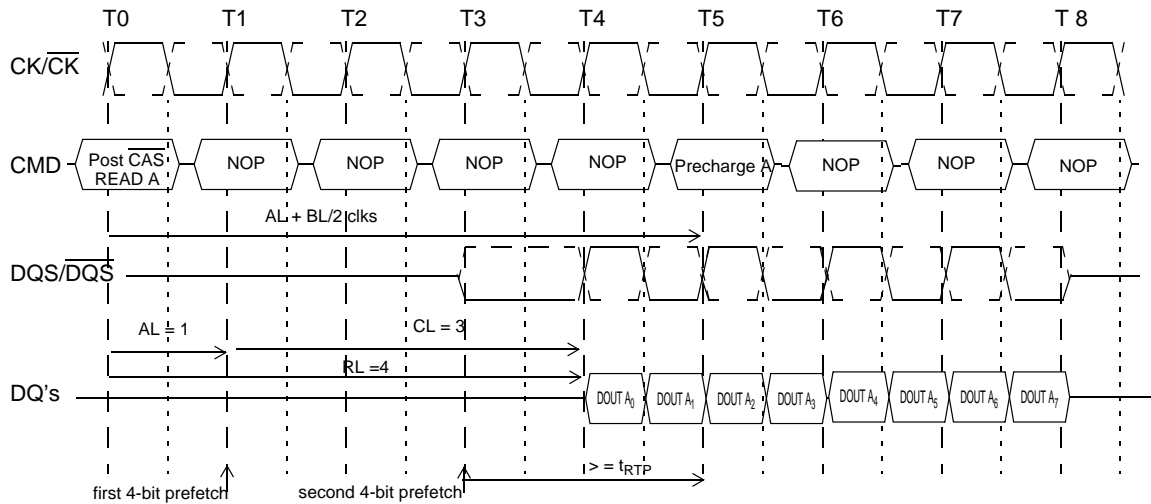 T0 T1 T2 T3 T4 T5 T6 T7 T 8
CK/CK
CMD
Post CAS
READ A
NOP NOP NOP NOP Precharge A NOP NOP NOP
AL + BL/2 clks
DQS/DQS
AL = 1
CL = 3
RL =4
DQ's
DOUT A0 DOUT A1 DOUT A2 DOUT A3 DOUT A4 DOUT A5 DOUT A6 DOUT A7
> = tRTP
first 4-bit prefetch
second 4-bit prefetch